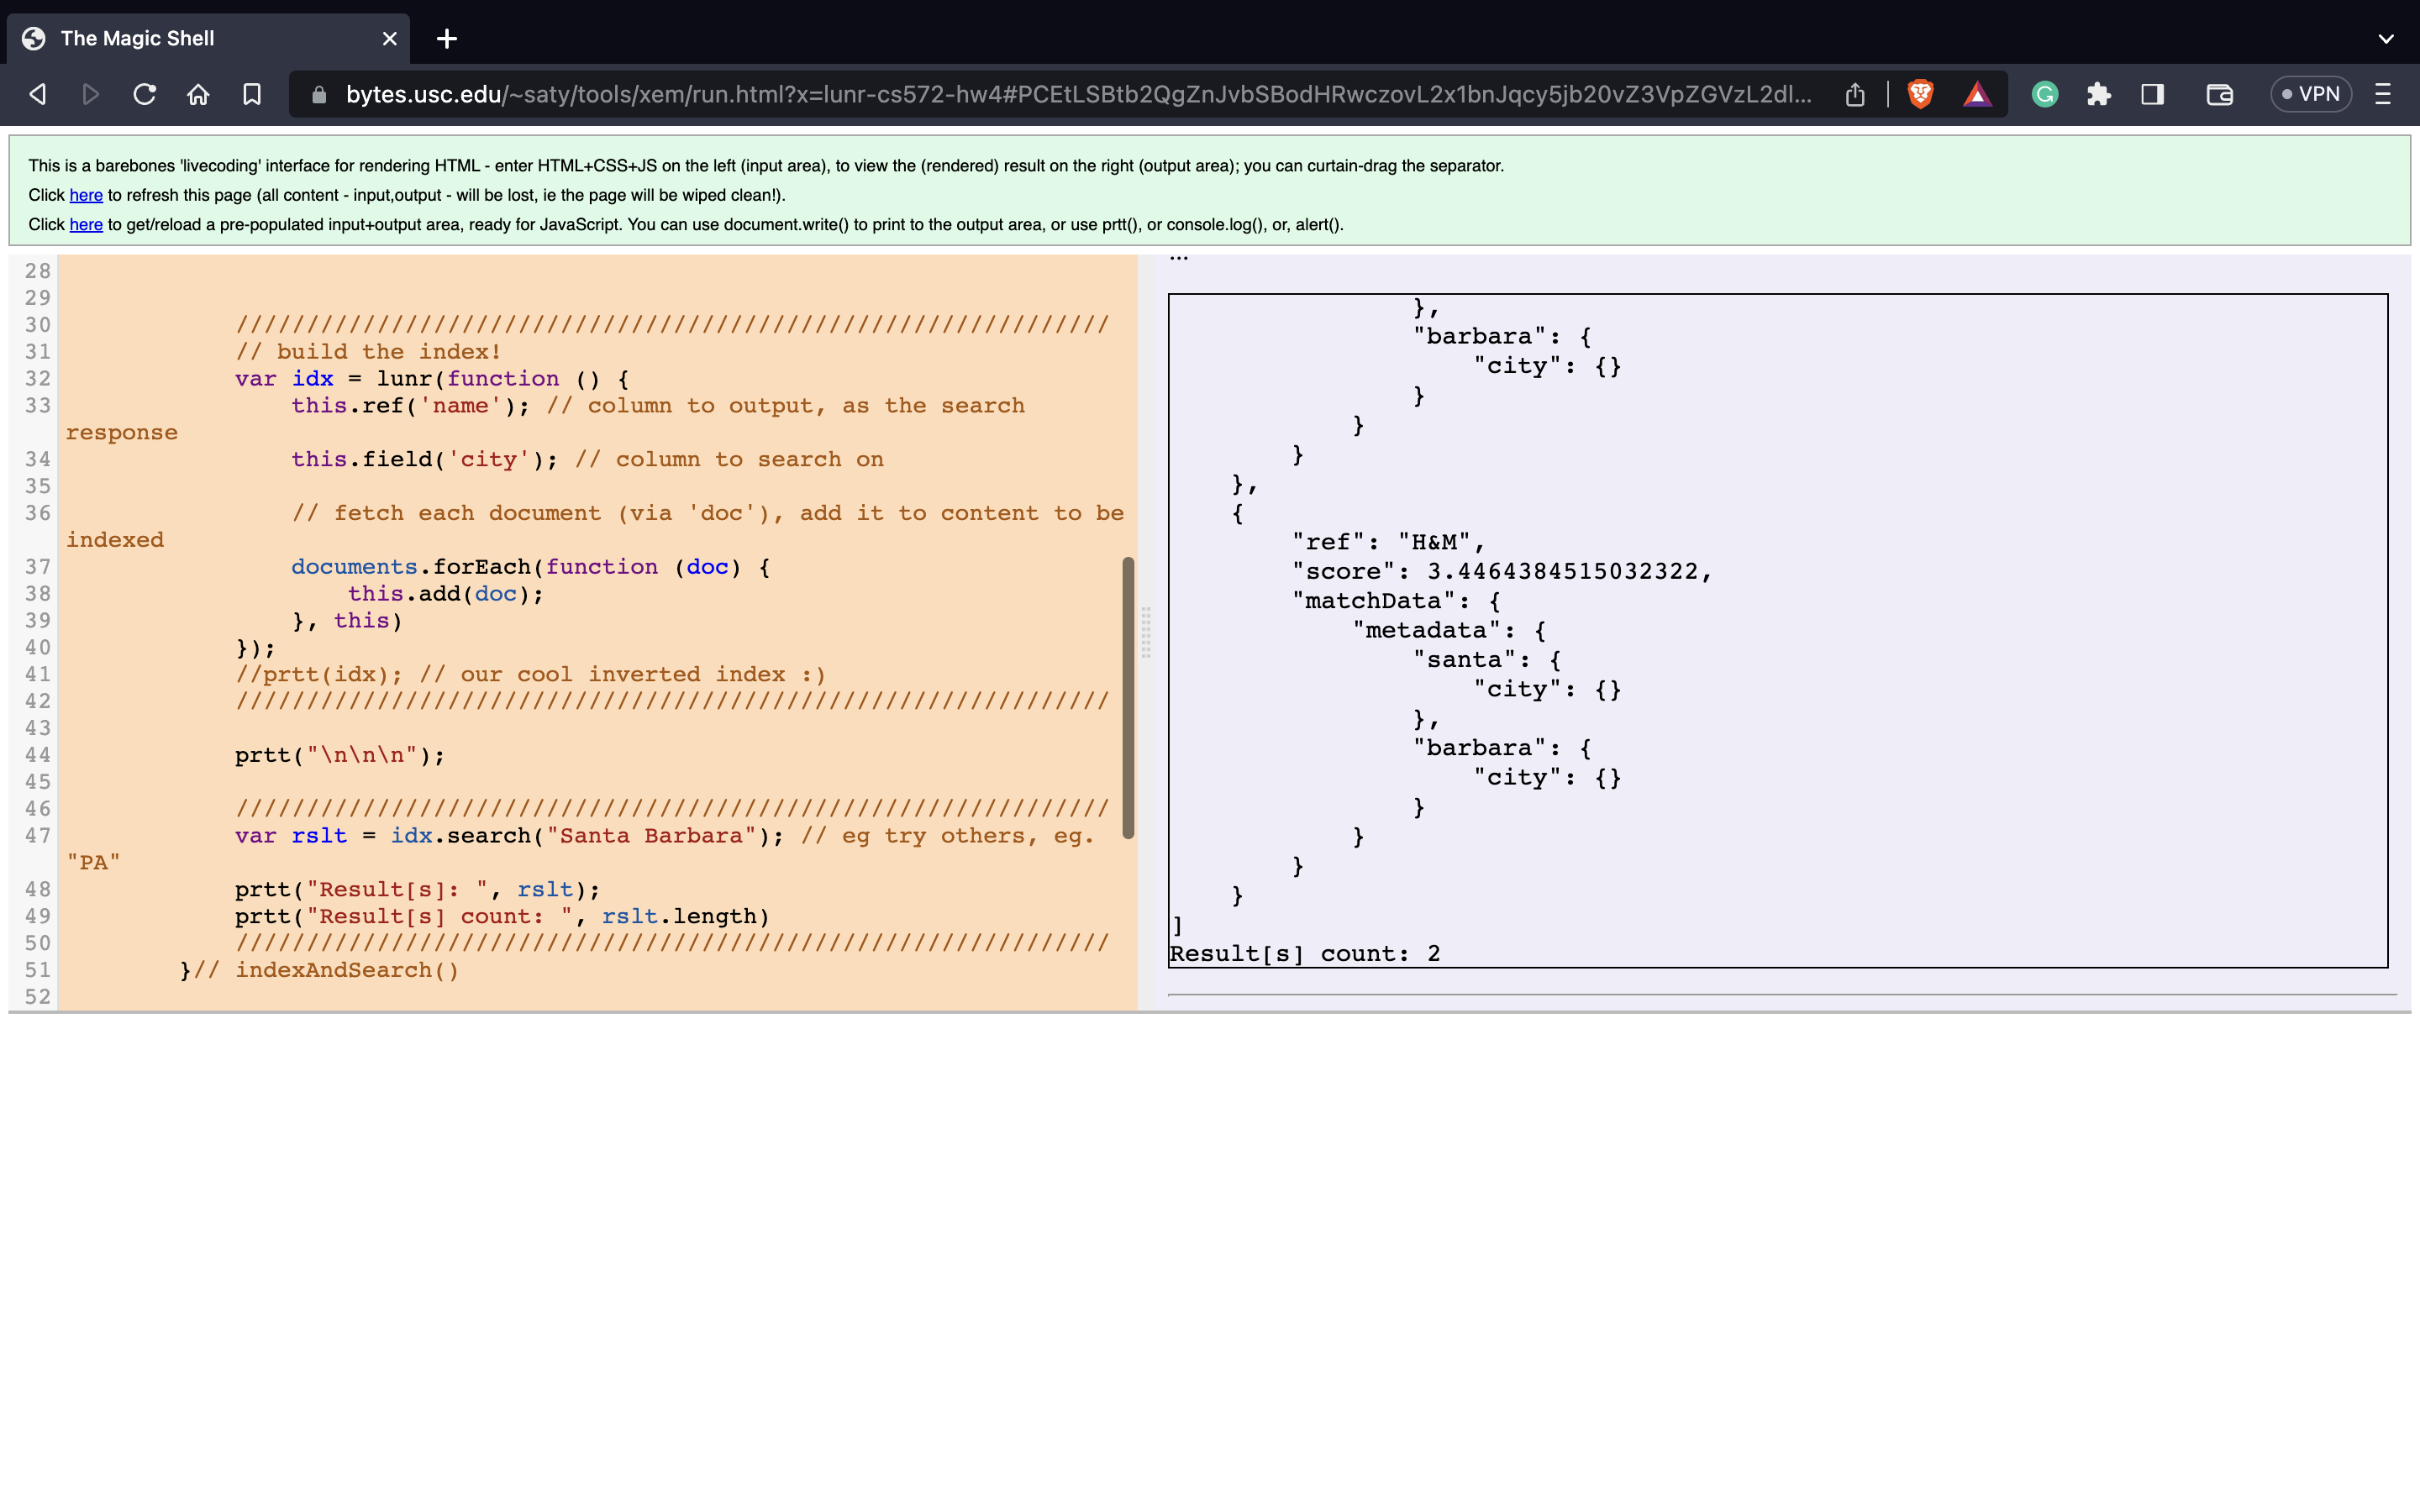 The Magic Shell
bytes.usc.edu/~saty/tools/xem/run.html?x=lunr-cs572-hw4#PCEtLSBtb2QgZnJvbSBodHRwczovL2x1bnJqcy5jb20vZ3VpZGVzL2dl...
VPN
This is a barebones 'livecoding' interface for rendering HTML - enter HTML+CSS+JS on the left (input area), to view the (rendered) result on the right (output area); you can curtain-drag the separator.
Click here to refresh this page (all content - input,output - will be lost, ie the page will be wiped clean!).
Click here to get/reload a pre-populated input+output area, ready for JavaScript. You can use document.write() to print to the output area, or use prtt(), or console.log(), or, alert().
28
29
30 //////////////////////////////////////////////////////////////
31 // build the index!
32 var idx = lunr(function () {
33 this.ref('name'); // column to output, as the search
response
34 this.field('city'); // column to search on
35
36 // fetch each document (via 'doc'), add it to content to be
indexed
37 documents.forEach(function (doc) {
38 this.add(doc);
39 }, this)
40 });
41 //prtt(idx); // our cool inverted index :)
42 //////////////////////////////////////////////////////////////
43
44 prtt("\n\n\n");
45
46 //////////////////////////////////////////////////////////////
47 var rslt = idx.search("Santa Barbara"); // eg try others, eg.
"PA"
48 prtt("Result[s]: ", rslt);
49 prtt("Result[s] count: ", rslt.length)
50 //////////////////////////////////////////////////////////////
51 }// indexAndSearch()
52
...
},
"barbara": {
"city": {}
}
}
}
},
{
"ref": "H&M",
"score": 3.4464384515032322,
"matchData": {
"metadata": {
"santa": {
"city": {}
},
"barbara": {
"city": {}
}
}
}
}
]
Result[s] count: 2